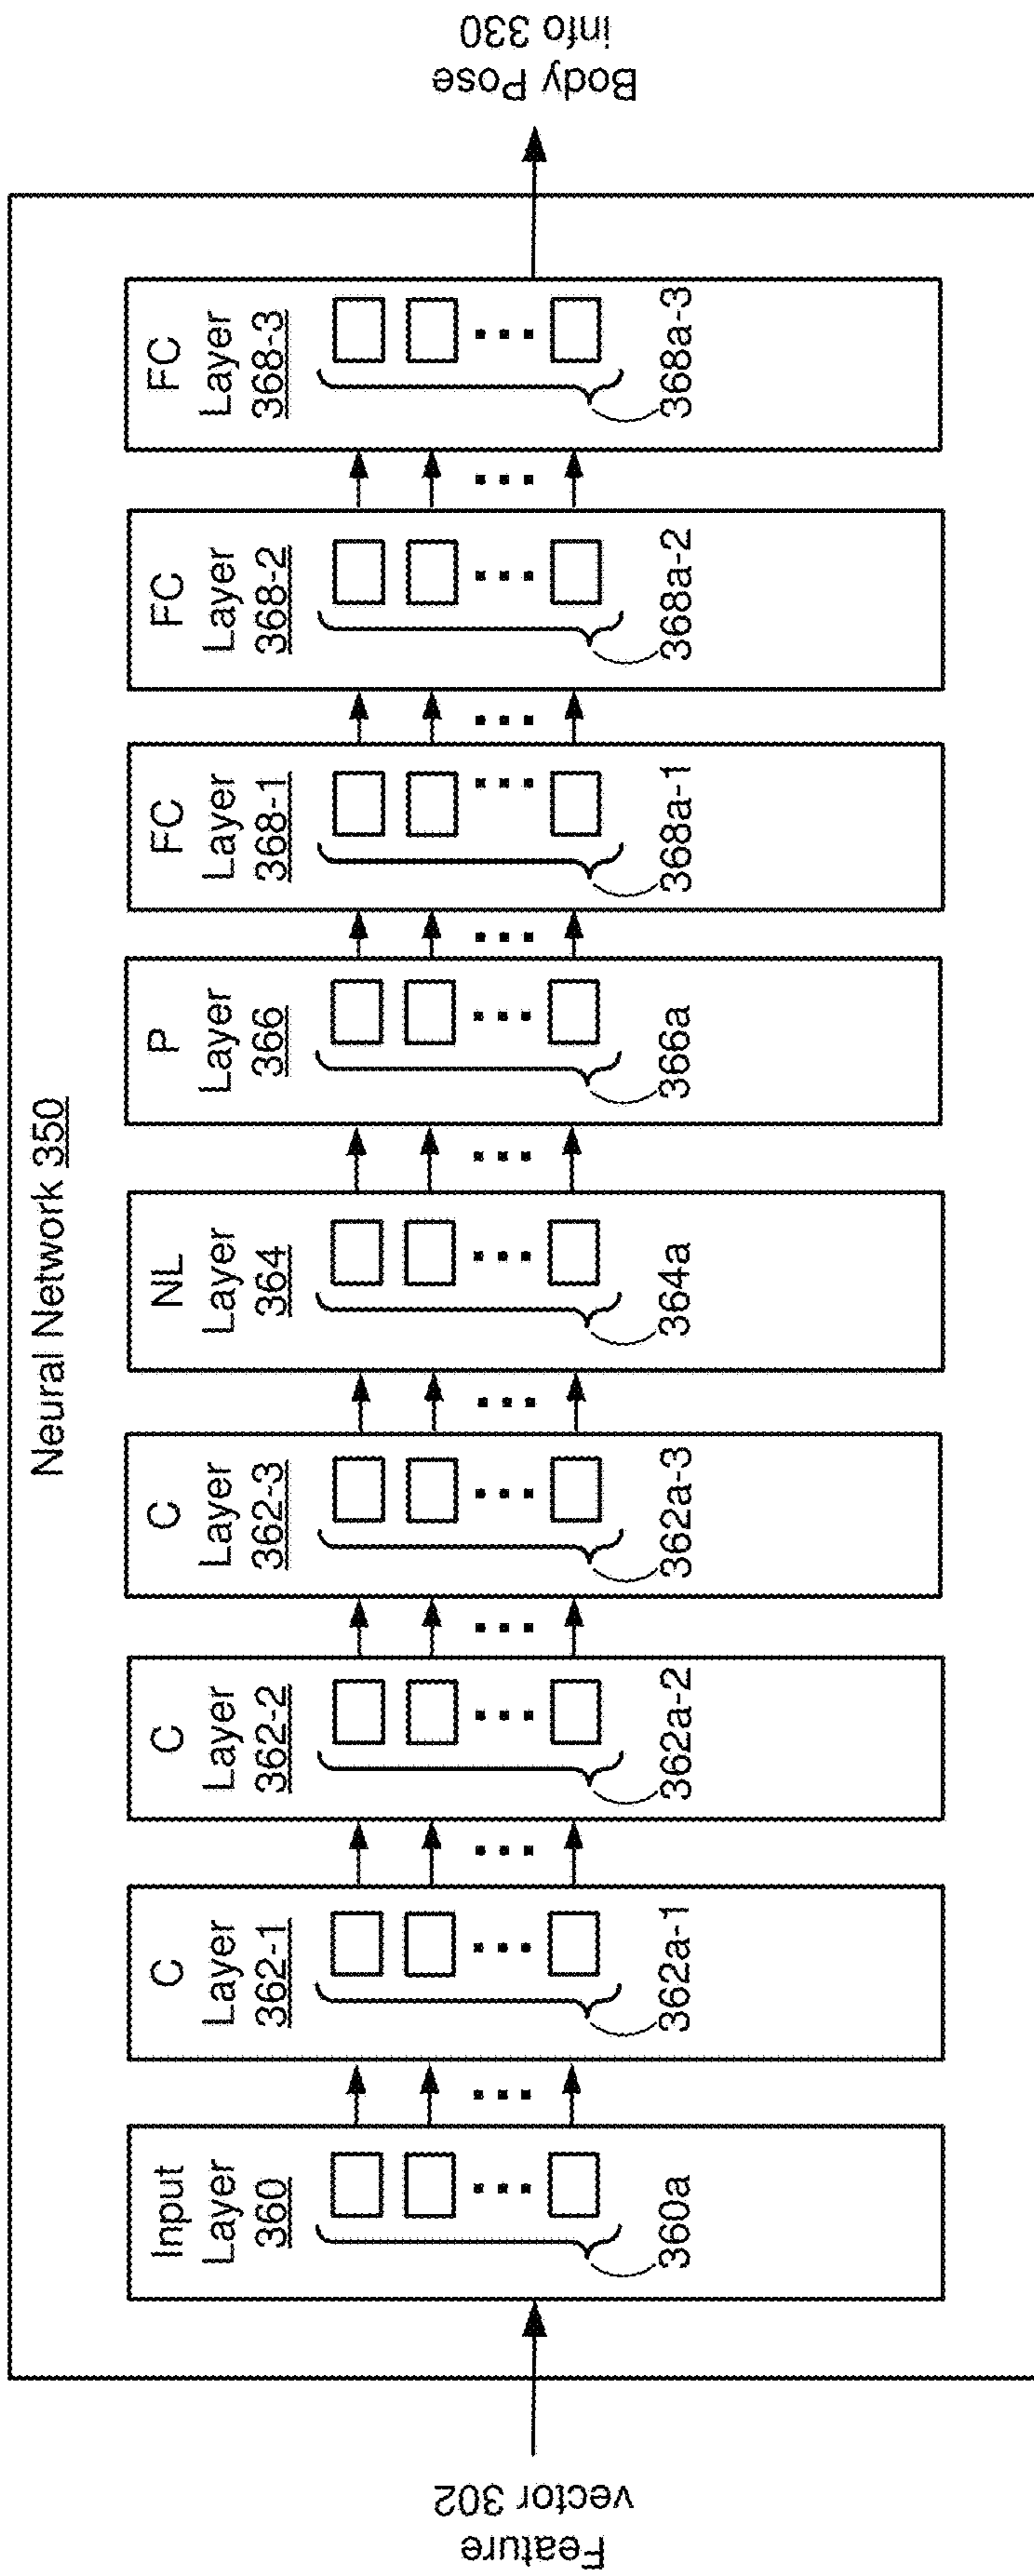 Neural Network 350
Feature
vector 302
Input
Layer
360
360a
C
Layer
362-1
362a-1
C
Layer
362-2
362a-2
C
Layer
362-3
362a-3
NL
Layer
364
364a
P
Layer
366
366a
FC
Layer
368-1
368a-1
FC
Layer
368-2
368a-2
FC
Layer
368-3
368a-3
Body Pose
info 330